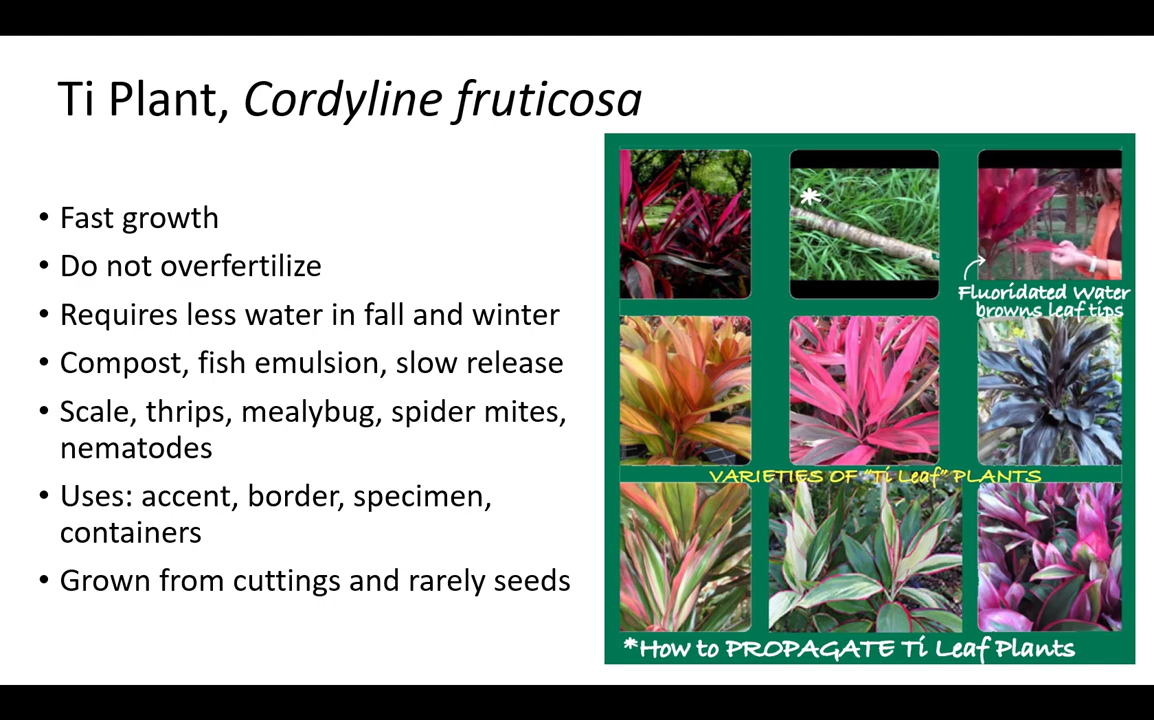 Ti Plant, Cordyline fruticosa
• Fast growth
• Do not overfertilize
• Requires less water in fall and winter
• Compost, fish emulsion, slow release
• Scale, thrips, mealybug, spider mites,
nematodes
• Uses: accent, border, specimen,
containers
• Grown from cuttings and rarely seeds
*
Fluoridated Water
browns leaf tips
VARIETIES OF "Ti Leaf" PLANTS
*How to PROPAGATE Ti Leaf Plants